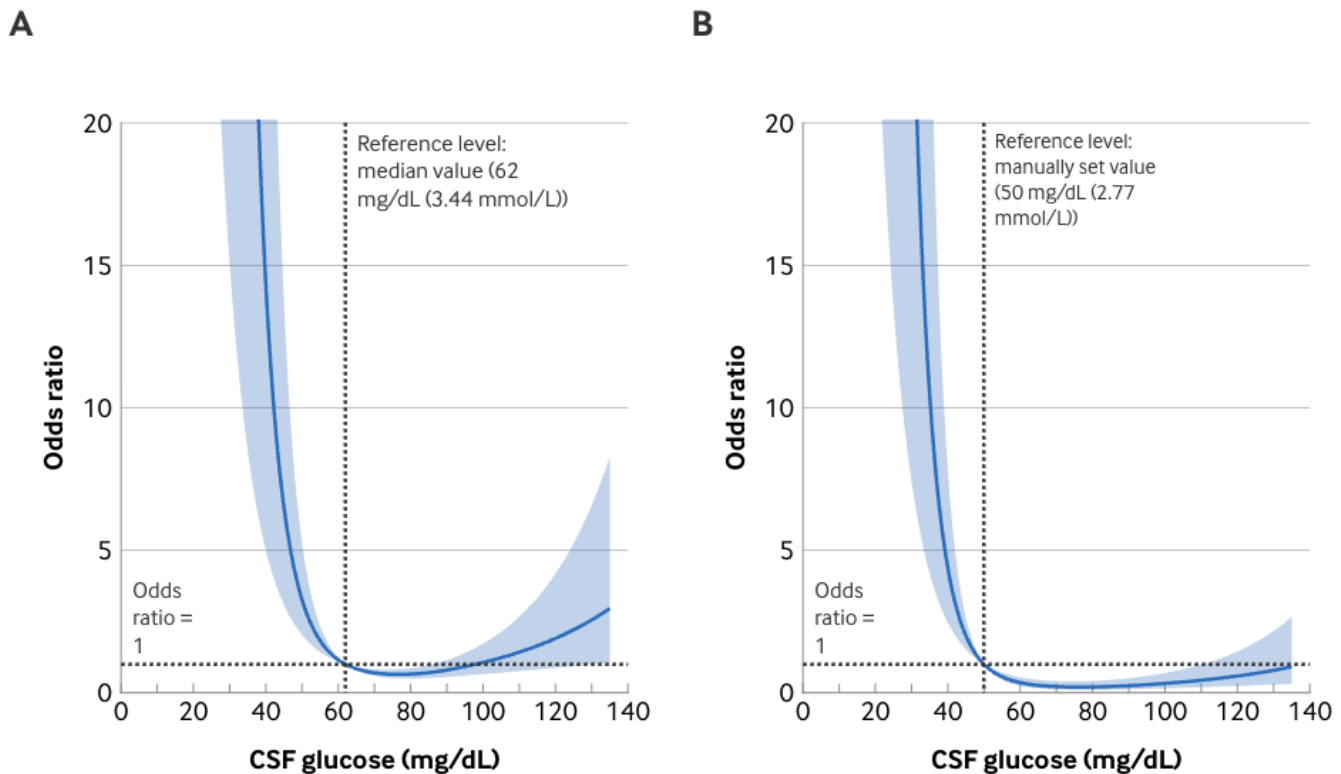 A
B
20
15
10
5
0
Odds ratio
Reference level:
median value (62
mg/dL (3.44 mmol/L))
Odds
ratio =
1
0 20 40 60 80 100 120 140
CSF glucose (mg/dL)
20
15
10
5
0
Odds ratio
Reference level:
manually set value
(50 mg/dL (2.77
mmol/L))
Odds
ratio =
1
0 20 40 60 80 100 120 140
CSF glucose (mg/dL)